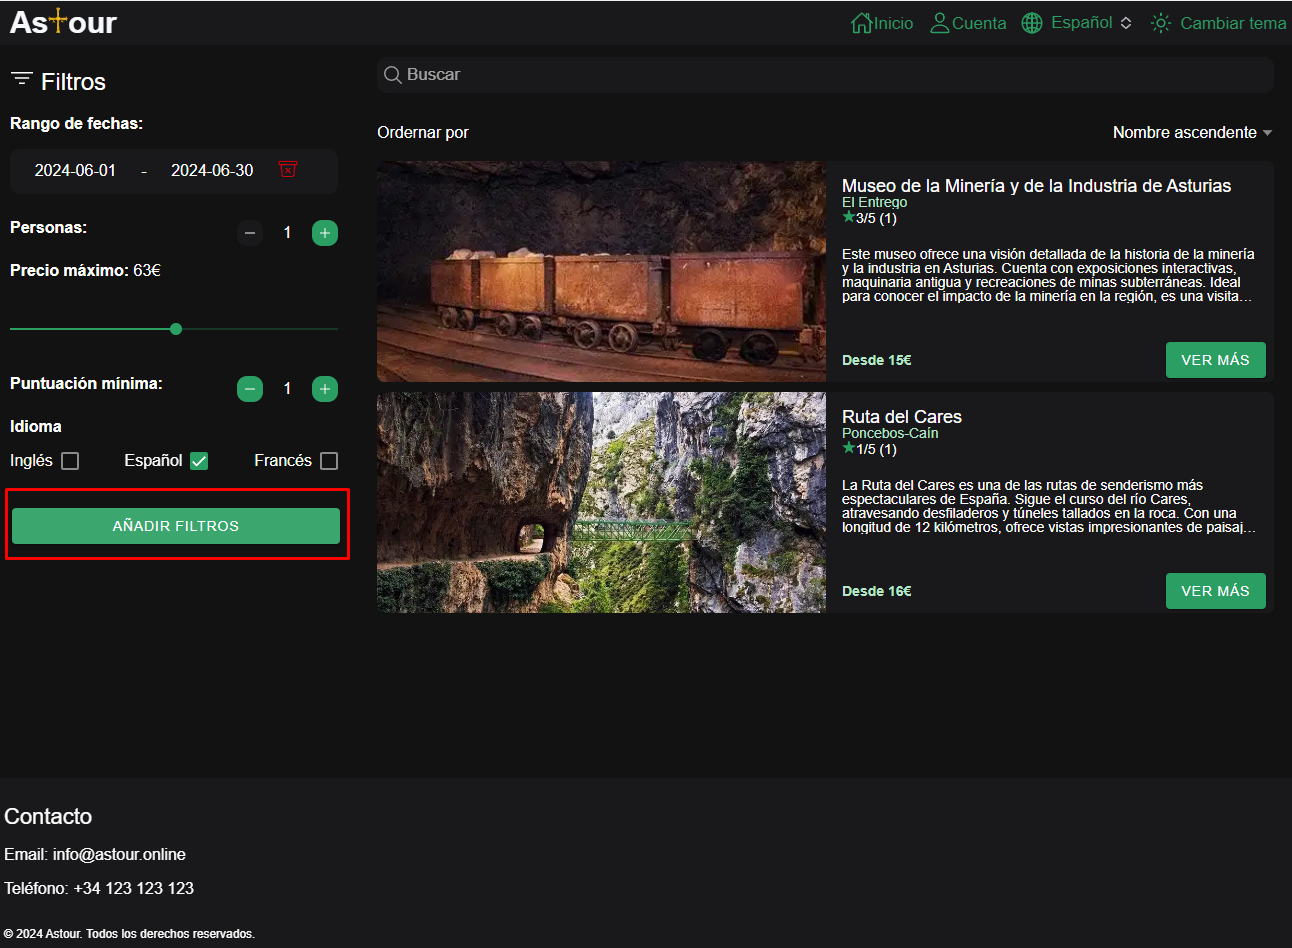 Astour
Inicio
Cuenta
Español
Cambiar tema
Filtros
Rango de fechas:
2024-06-01 - 2024-06-30
Personas:
1
Precio máximo: 63€
Puntuación mínima:
1
Idioma
Inglés
Español
Francés
AÑADIR FILTROS
Buscar
Ordernar por
Nombre ascendente
Museo de la Minería y de la Industria de Asturias
El Entrego
3/5 (1)
Este museo ofrece una visión detallada de la historia de la minería
y la industria en Asturias. Cuenta con exposiciones interactivas,
maquinaria antigua y recreaciones de minas subterráneas. Ideal
para conocer el impacto de la minería en la región, es una visita...
Desde 15€
VER MÁS
Ruta del Cares
Poncebos-Caín
1/5 (1)
La Ruta del Cares es una de las rutas de senderismo más
espectaculares de España. Sigue el curso del río Cares,
atravesando desfiladeros y túneles tallados en la roca. Con una
longitud de 12 kilómetros, ofrece vistas impresionantes de paisaj...
Desde 16€
VER MÁS
Contacto
Email: info@astour.online
Teléfono: +34 123 123 123
© 2024 Astour. Todos los derechos reservados.